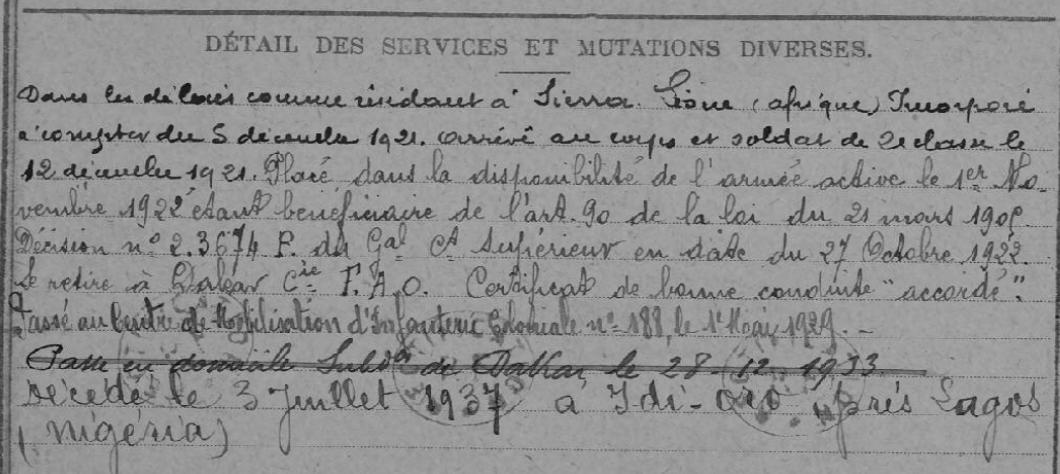 DÉTAIL DES SERVICES ET MUTATIONS DIVERSES.
Dans les délais comme résidant à Sierra Léone (afrique) Incorporé
à compter du 5 décembre 1921. arrivé au corps et soldat de 2e classe le
12 décembre 1921. Placé dans la disponibilité de l'armée active le 1er No-
vembre 1922 étant bénéficiaire de l'art. 90 de la loi du 21 mars 1905
Décision n° 2.3674 P. du Gal Ct Supérieur en date du 27 Octobre 1922.
Se retire à Dakar Cie F.A.O. Certificat de bonne conduite "accordé".
Passé au Centre de Mobilisation d'Infanterie Coloniale n° 188, le 1er Mai 1929. -
Passe en domicile Subdon de Dakar le 28-12-1933
Décédé le 3 Juillet 1937 à Idi-oro près Lagos
(Nigéria)